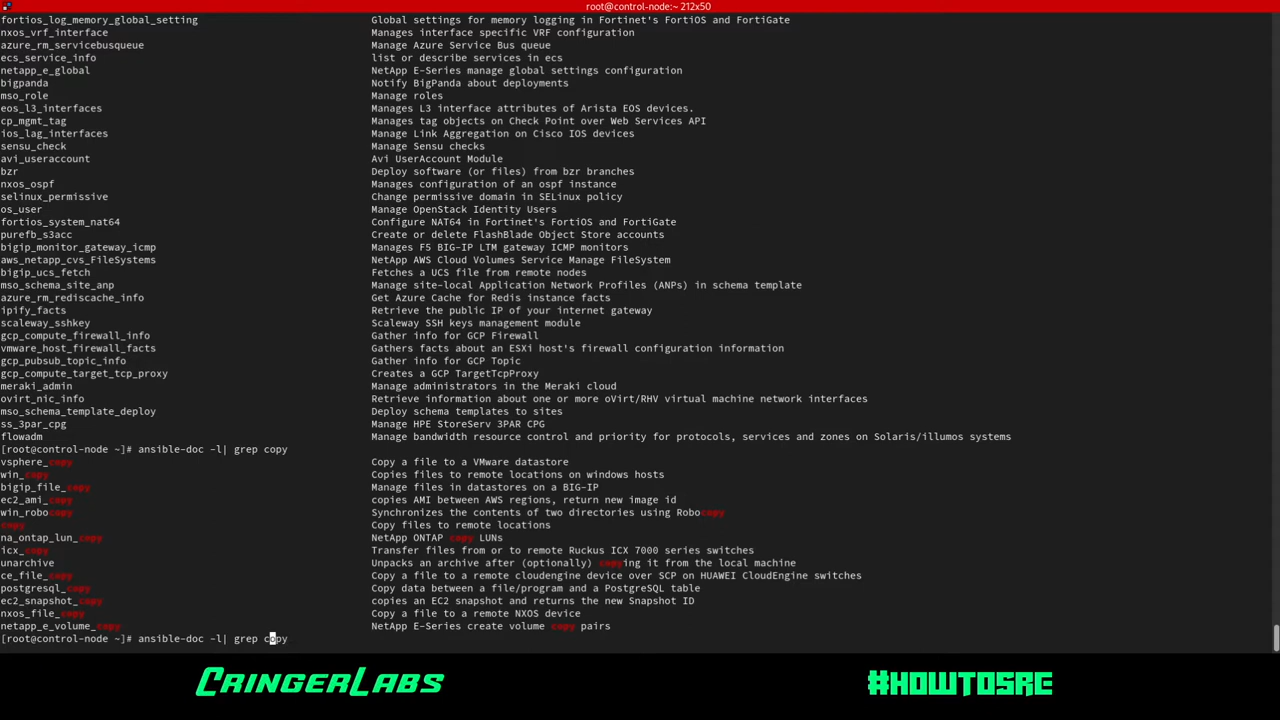 root@control-node:~ 212x50
fortios_log_memory_global_setting Global settings for memory logging in Fortinet's FortiOS and FortiGate
nxos_vrf_interface Manages interface specific VRF configuration
azure_rm_servicebusqueue Manage Azure Service Bus queue
ecs_service_info list or describe services in ecs
netapp_e_global NetApp E-Series manage global settings configuration
bigpanda Notify BigPanda about deployments
mso_role Manage roles
eos_l3_interfaces Manages L3 interface attributes of Arista EOS devices.
cp_mgmt_tag Manages tag objects on Check Point over Web Services API
ios_lag_interfaces Manage Link Aggregation on Cisco IOS devices
sensu_check Manage Sensu checks
avi_useraccount Avi UserAccount Module
bzr Deploy software (or files) from bzr branches
nxos_ospf Manages configuration of an ospf instance
selinux_permissive Change permissive domain in SELinux policy
os_user Manage OpenStack Identity Users
fortios_system_nat64 Configure NAT64 in Fortinet's FortiOS and FortiGate
purefb_s3acc Create or delete FlashBlade Object Store accounts
bigip_monitor_gateway_icmp Manages F5 BIG-IP LTM gateway ICMP monitors
aws_netapp_cvs_FileSystems NetApp AWS Cloud Volumes Service Manage FileSystem
bigip_ucs_fetch Fetches a UCS file from remote nodes
mso_schema_site_anp Manage site-local Application Network Profiles (ANPs) in schema template
azure_rm_rediscache_info Get Azure Cache for Redis instance facts
ipify_facts Retrieve the public IP of your internet gateway
scaleway_sshkey Scaleway SSH keys management module
gcp_compute_firewall_info Gather info for GCP Firewall
vmware_host_firewall_facts Gathers facts about an ESXi host's firewall configuration information
gcp_pubsub_topic_info Gather info for GCP Topic
gcp_compute_target_tcp_proxy Creates a GCP TargetTcpProxy
meraki_admin Manage administrators in the Meraki cloud
ovirt_nic_info Retrieve information about one or more oVirt/RHV virtual machine network interfaces
mso_schema_template_deploy Deploy schema templates to sites
ss_3par_cpg Manage HPE StoreServ 3PAR CPG
flowadm Manage bandwidth resource control and priority for protocols, services and zones on Solaris/illumos systems
[root@control-node ~]# ansible-doc -l| grep copy
vsphere_copy Copy a file to a VMware datastore
win_copy Copies files to remote locations on windows hosts
bigip_file_copy Manage files in datastores on a BIG-IP
ec2_ami_copy copies AMI between AWS regions, return new image id
win_robocopy Synchronizes the contents of two directories using Robocopy
copy Copy files to remote locations
na_ontap_lun_copy NetApp ONTAP copy LUNs
icx_copy Transfer files from or to remote Ruckus ICX 7000 series switches
unarchive Unpacks an archive after (optionally) copying it from the local machine
ce_file_copy Copy a file to a remote cloudengine device over SCP on HUAWEI CloudEngine switches
postgresql_copy Copy data between a file/program and a PostgreSQL table
ec2_snapshot_copy copies an EC2 snapshot and returns the new Snapshot ID
nxos_file_copy Copy a file to a remote NXOS device
netapp_e_volume_copy NetApp E-Series create volume copy pairs
[root@control-node ~]# ansible-doc -l| grep copy
CringerLabs #HOWTOSRE